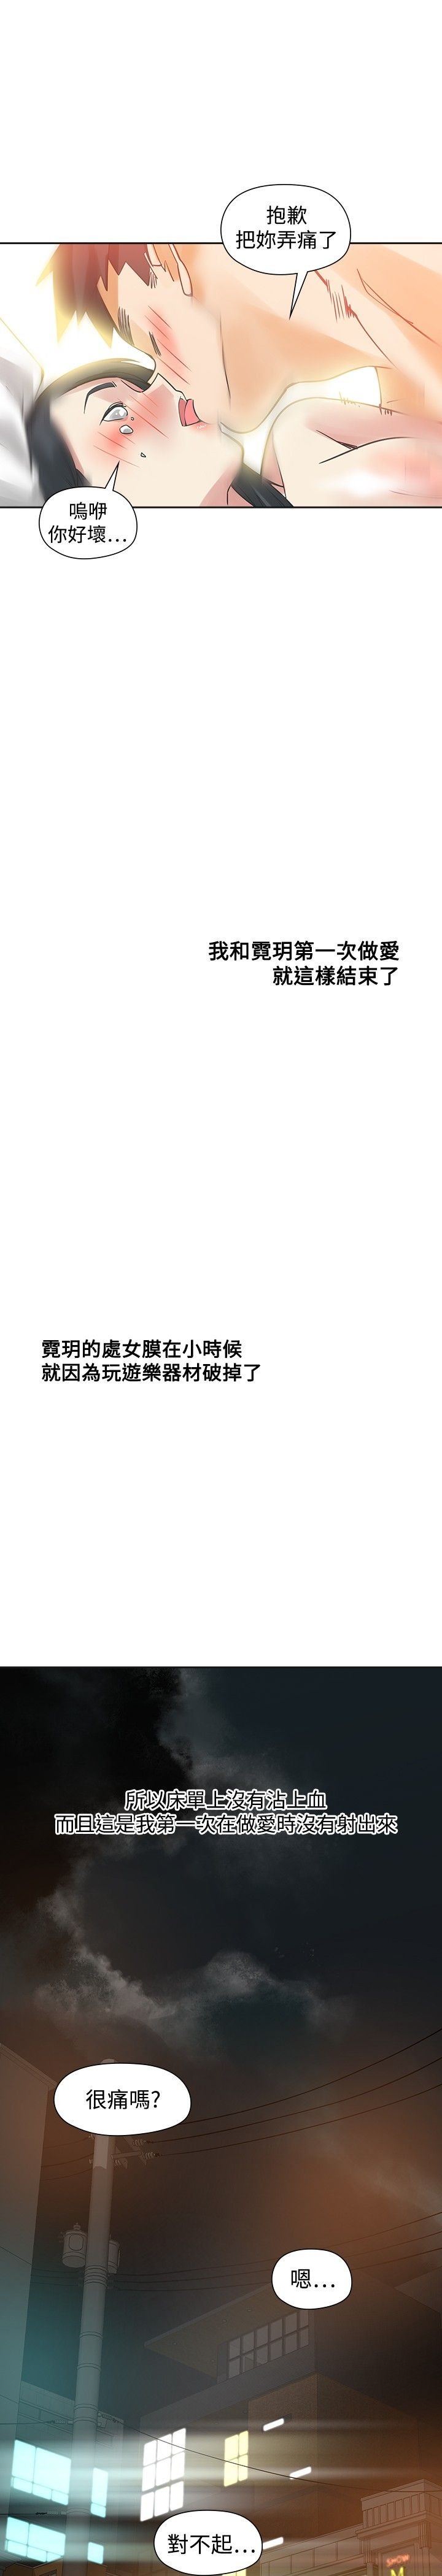 抱歉
把妳弄痛了
嗚咿
你好壞...
我和霓玥第一次做愛
就這樣結束了
霓玥的處女膜在小時候
就因為玩遊樂器材破掉了
所以床單上沒有沾上血
而且這是我第一次在做愛時沒有射出來
很痛嗎?
嗯...
對不起...
SHOW
M